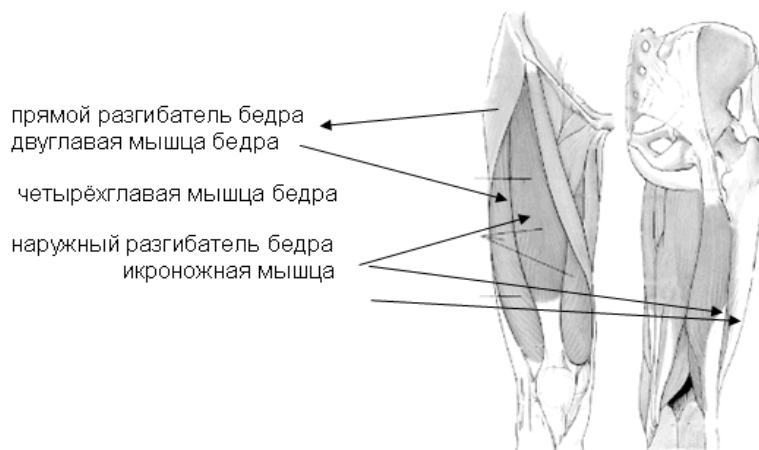 прямой разгибатель бедра
двуглавая мышца бедра
четырёхглавая мышца бедра
наружный разгибатель бедра
икроножная мышца